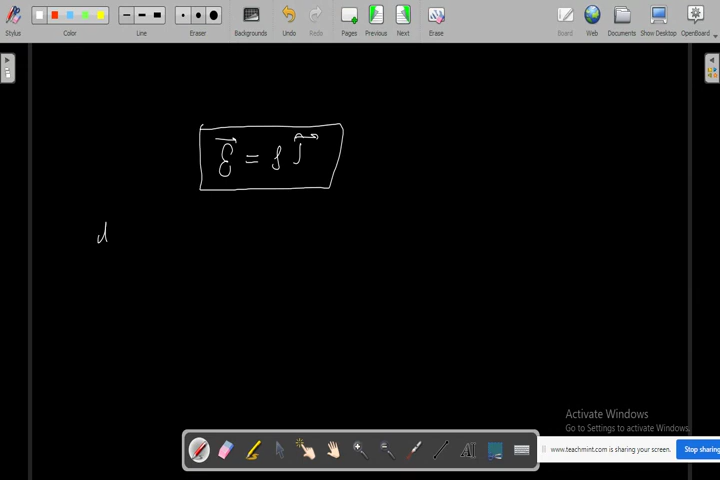 Stylus Color Line Eraser Backgrounds Undo Redo Pages Previous Next Erase Board Web Documents Show Desktop OpenBoard
E = ρ J
d
Activate Windows
Go to Settings to activate Windows.
www.teachmint.com is sharing your screen. Stop sharing